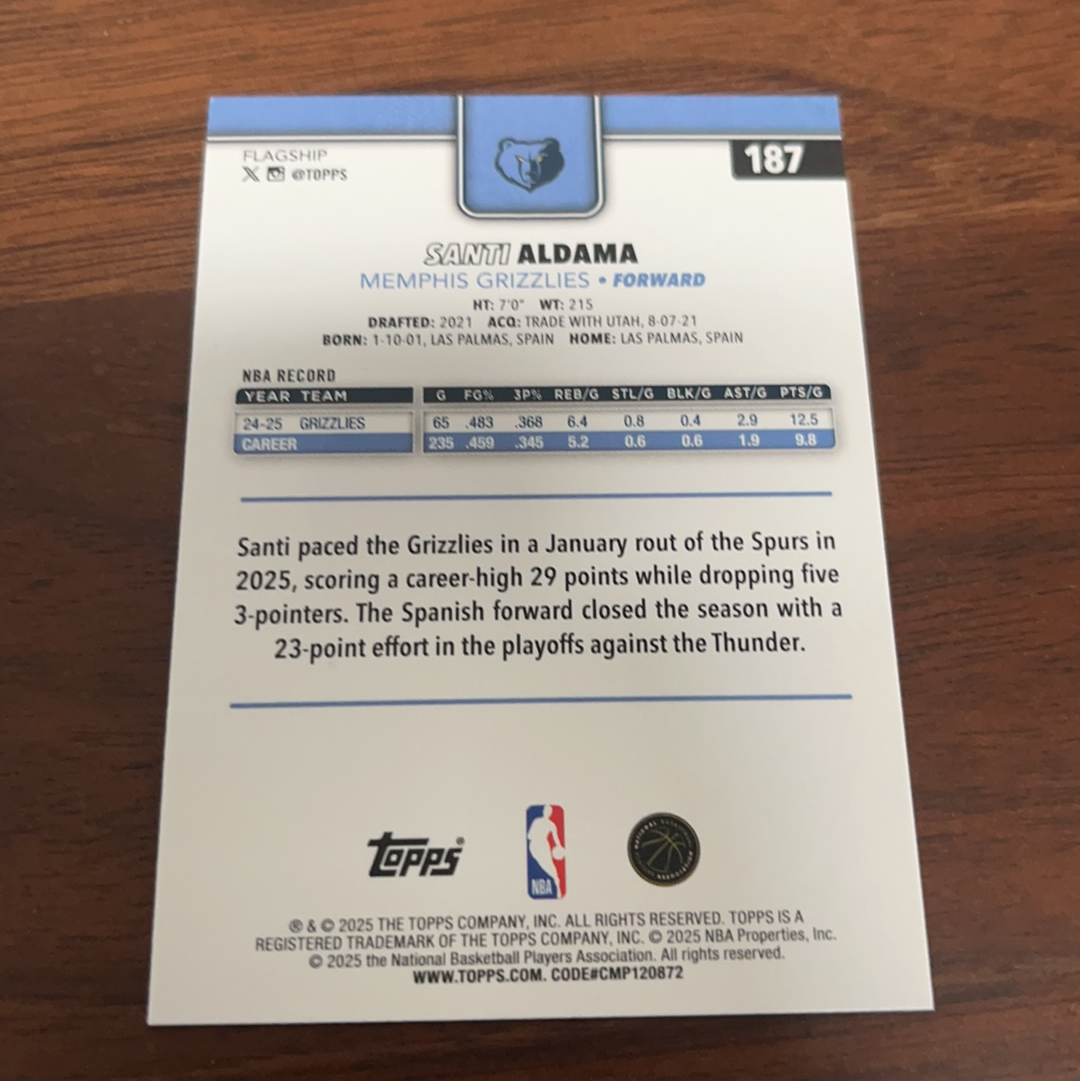 FLAGSHIP
187
X @TOPPS
SANTI ALDAMA
MEMPHIS GRIZZLIES • FORWARD
HT: 7'0" WT: 215
DRAFTED: 2021 ACQ: TRADE WITH UTAH, 8-07-21
BORN: 1-10-01, LAS PALMAS, SPAIN HOME: LAS PALMAS, SPAIN
NBA RECORD
YEAR TEAM G FG% 3P% REB/G STL/G BLK/G AST/G PTS/G
24-25 GRIZZLIES 65 .483 .368 6.4 0.8 0.4 2.9 12.5
CAREER 235 .459 .345 5.2 0.6 0.6 1.9 9.8
Santi paced the Grizzlies in a January rout of the Spurs in
2025, scoring a career-high 29 points while dropping five
3-pointers. The Spanish forward closed the season with a
23-point effort in the playoffs against the Thunder.
topps®
NBA
® & © 2025 THE TOPPS COMPANY, INC. ALL RIGHTS RESERVED. TOPPS IS A
REGISTERED TRADEMARK OF THE TOPPS COMPANY, INC. © 2025 NBA Properties, Inc.
© 2025 the National Basketball Players Association. All rights reserved.
WWW.TOPPS.COM. CODE#CMP120872